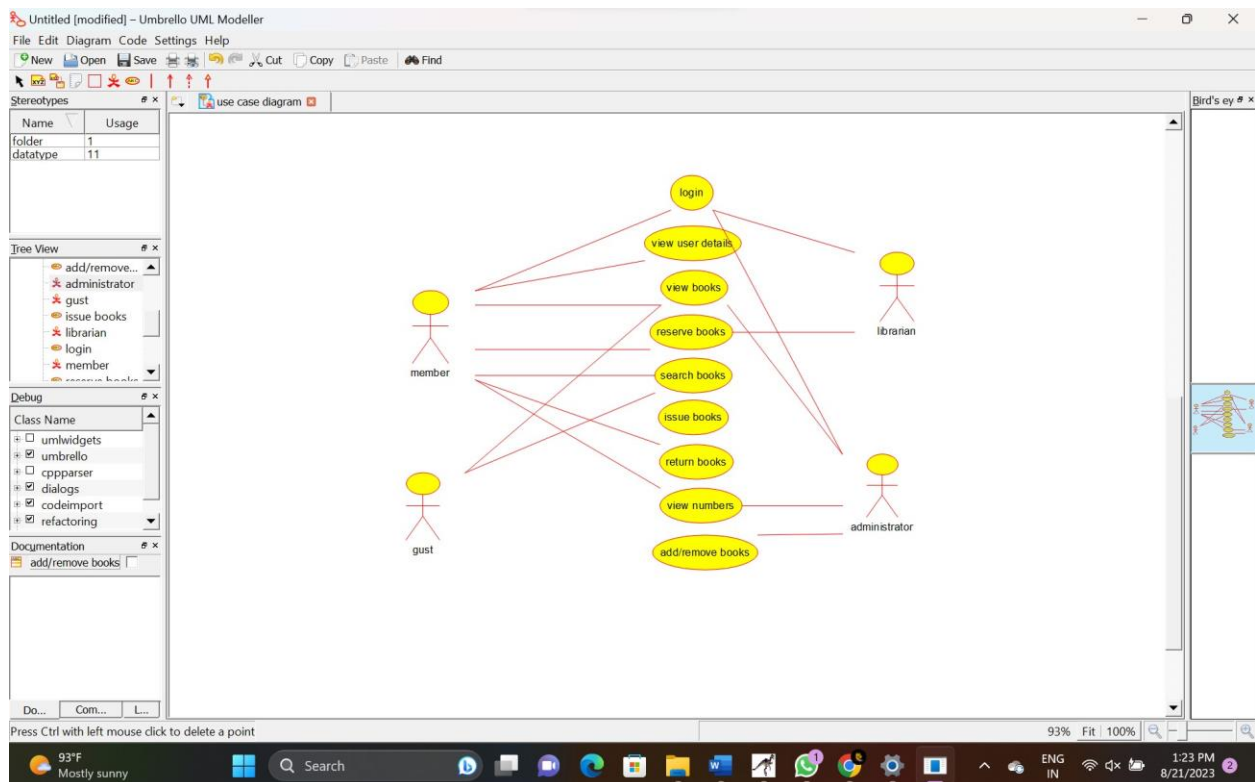 Untitled [modified] – Umbrello UML Modeller
File Edit Diagram Code Settings Help
New Open Save Cut Copy Paste Find
Stereotypes
Name Usage
folder 1
datatype 11
Tree View
add/remove...
administrator
gust
issue books
librarian
login
member
Debug
Class Name
umlwidgets
umbrello
cppparser
dialogs
codeimport
refactoring
Documentation
add/remove books
Do... Com... L...
use case diagram
login
view user details
view books
reserve books
search books
issue books
return books
view numbers
add/remove books
member
gust
librarian
administrator
Bird's ey
Press Ctrl with left mouse click to delete a point
93% Fit 100%
93°F
Mostly sunny
Search
1
ENG
IN
1:23 PM
8/21/2023
2